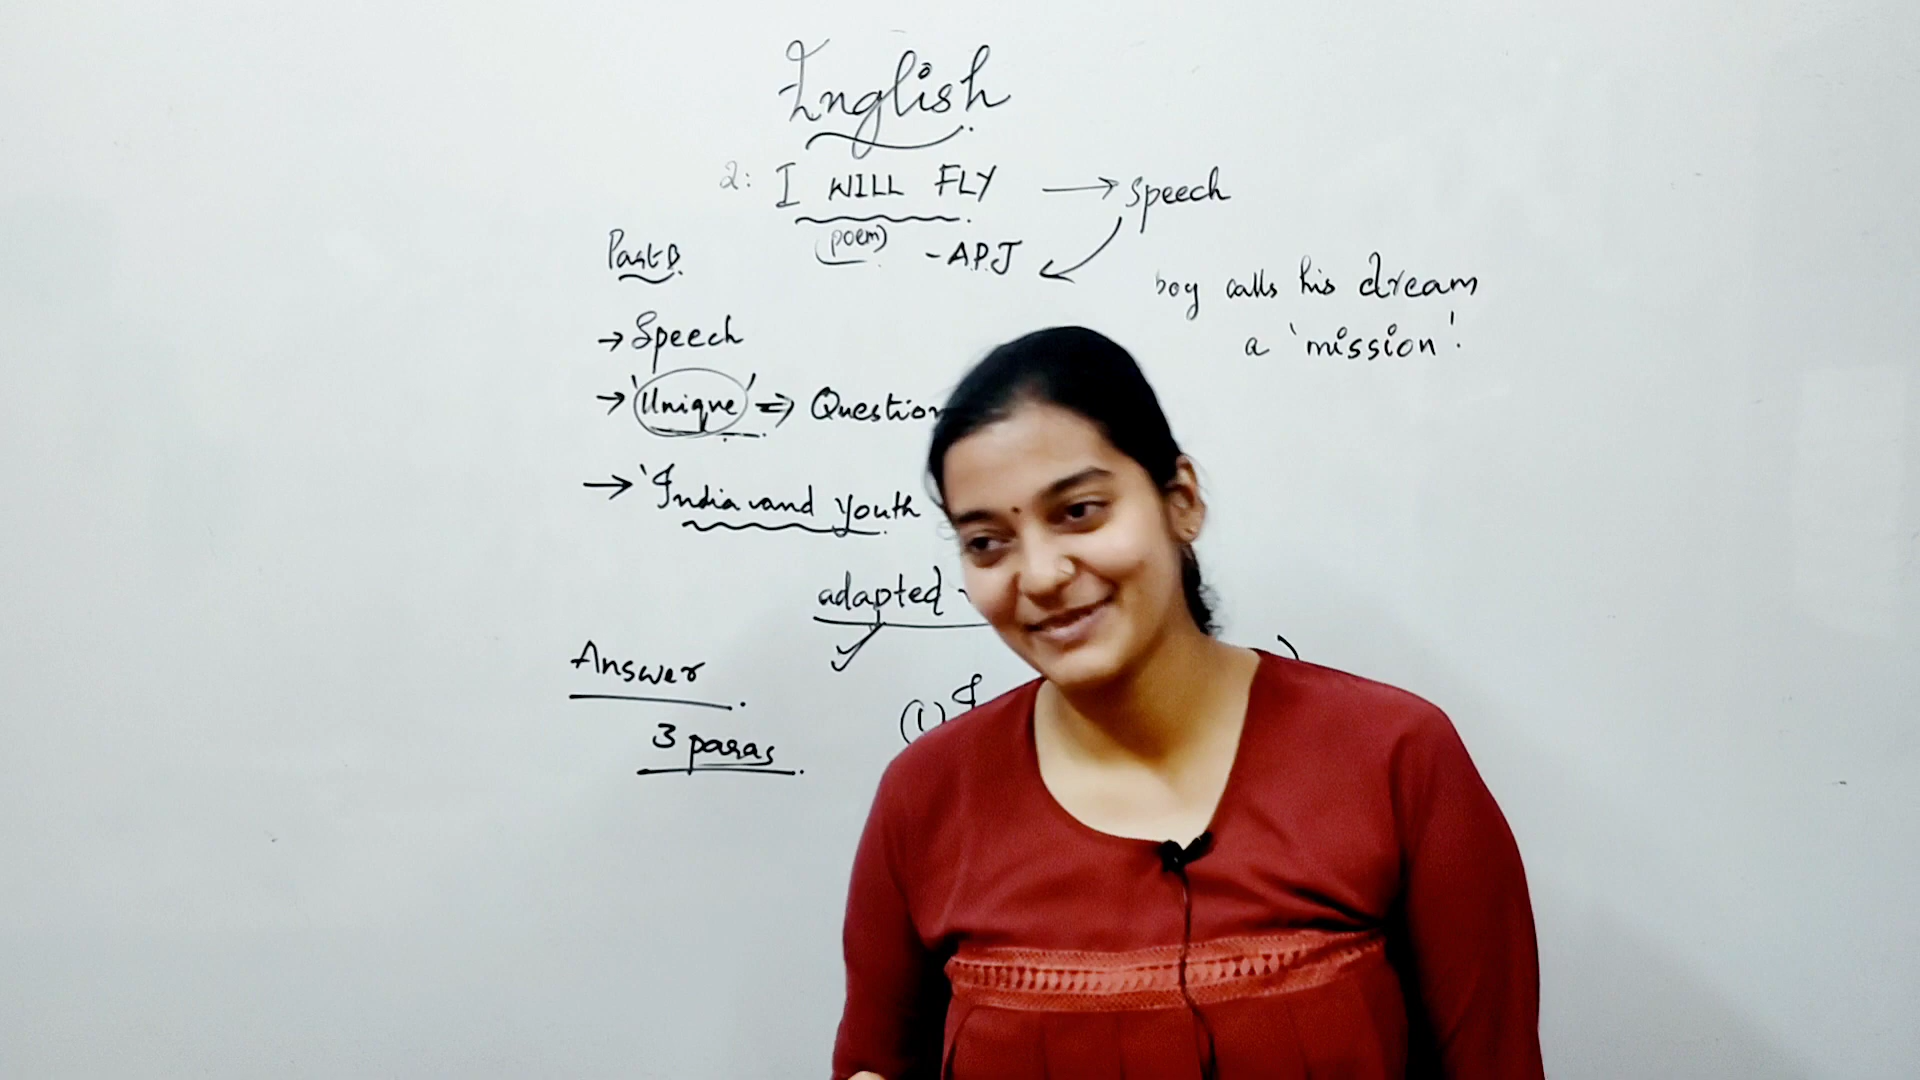 English
2: I WILL FLY → Speech
(poem) - A.P.J
Part B
boy calls his dream
a 'mission'.
→ Speech
→ 'Unique' ⇒ Question
→ 'India and youth
adapted
Answer
(1) I
3 paras